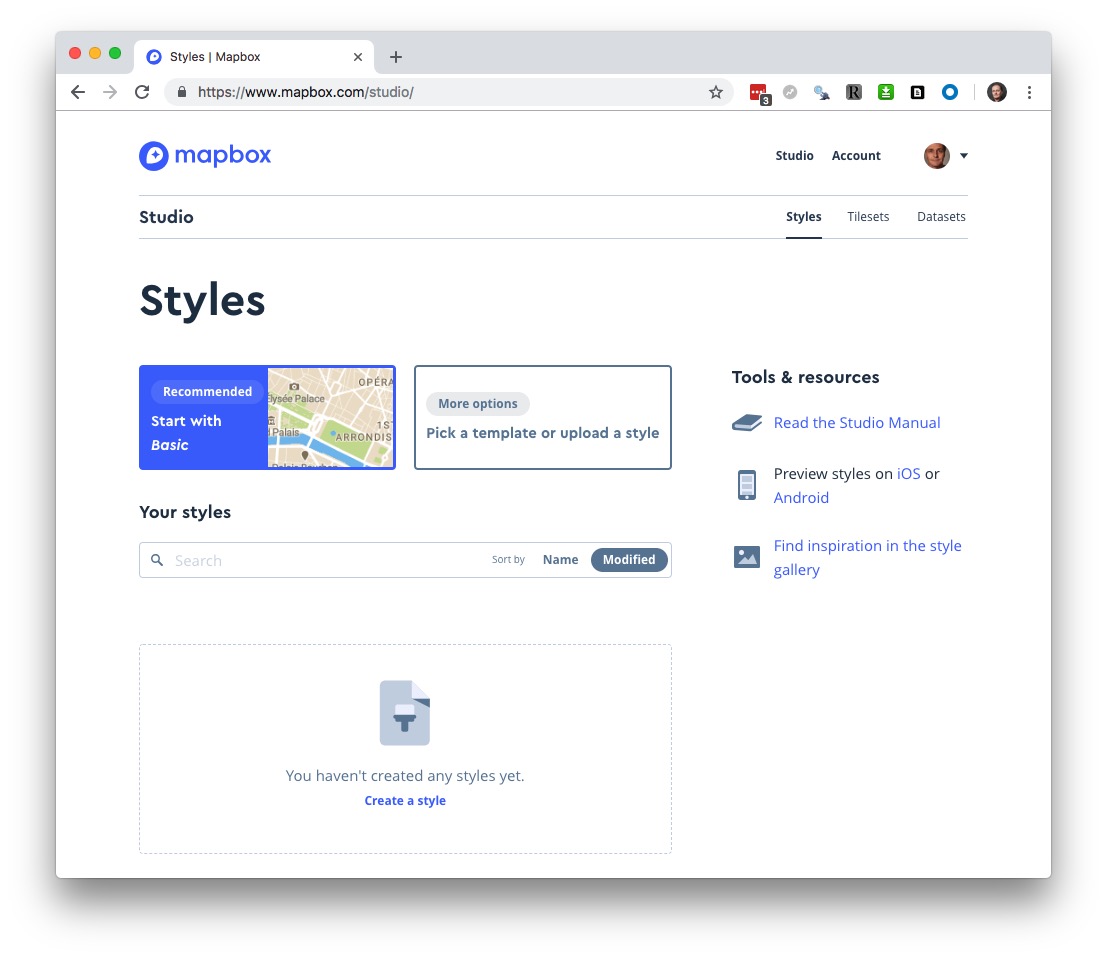 Styles | Mapbox
https://www.mapbox.com/studio/
3
mapbox
Studio
Account
Studio
Styles
Tilesets
Datasets
Styles
Recommended
Start with
Basic
OPÉRA
Elysée Palace
1S
Palais
ARRONDIS
Palais Bourbon
More options
Pick a template or upload a style
Tools & resources
Read the Studio Manual
Preview styles on iOS or
Android
Find inspiration in the style
gallery
Your styles
Search
Sort by
Name
Modified
You haven't created any styles yet.
Create a style